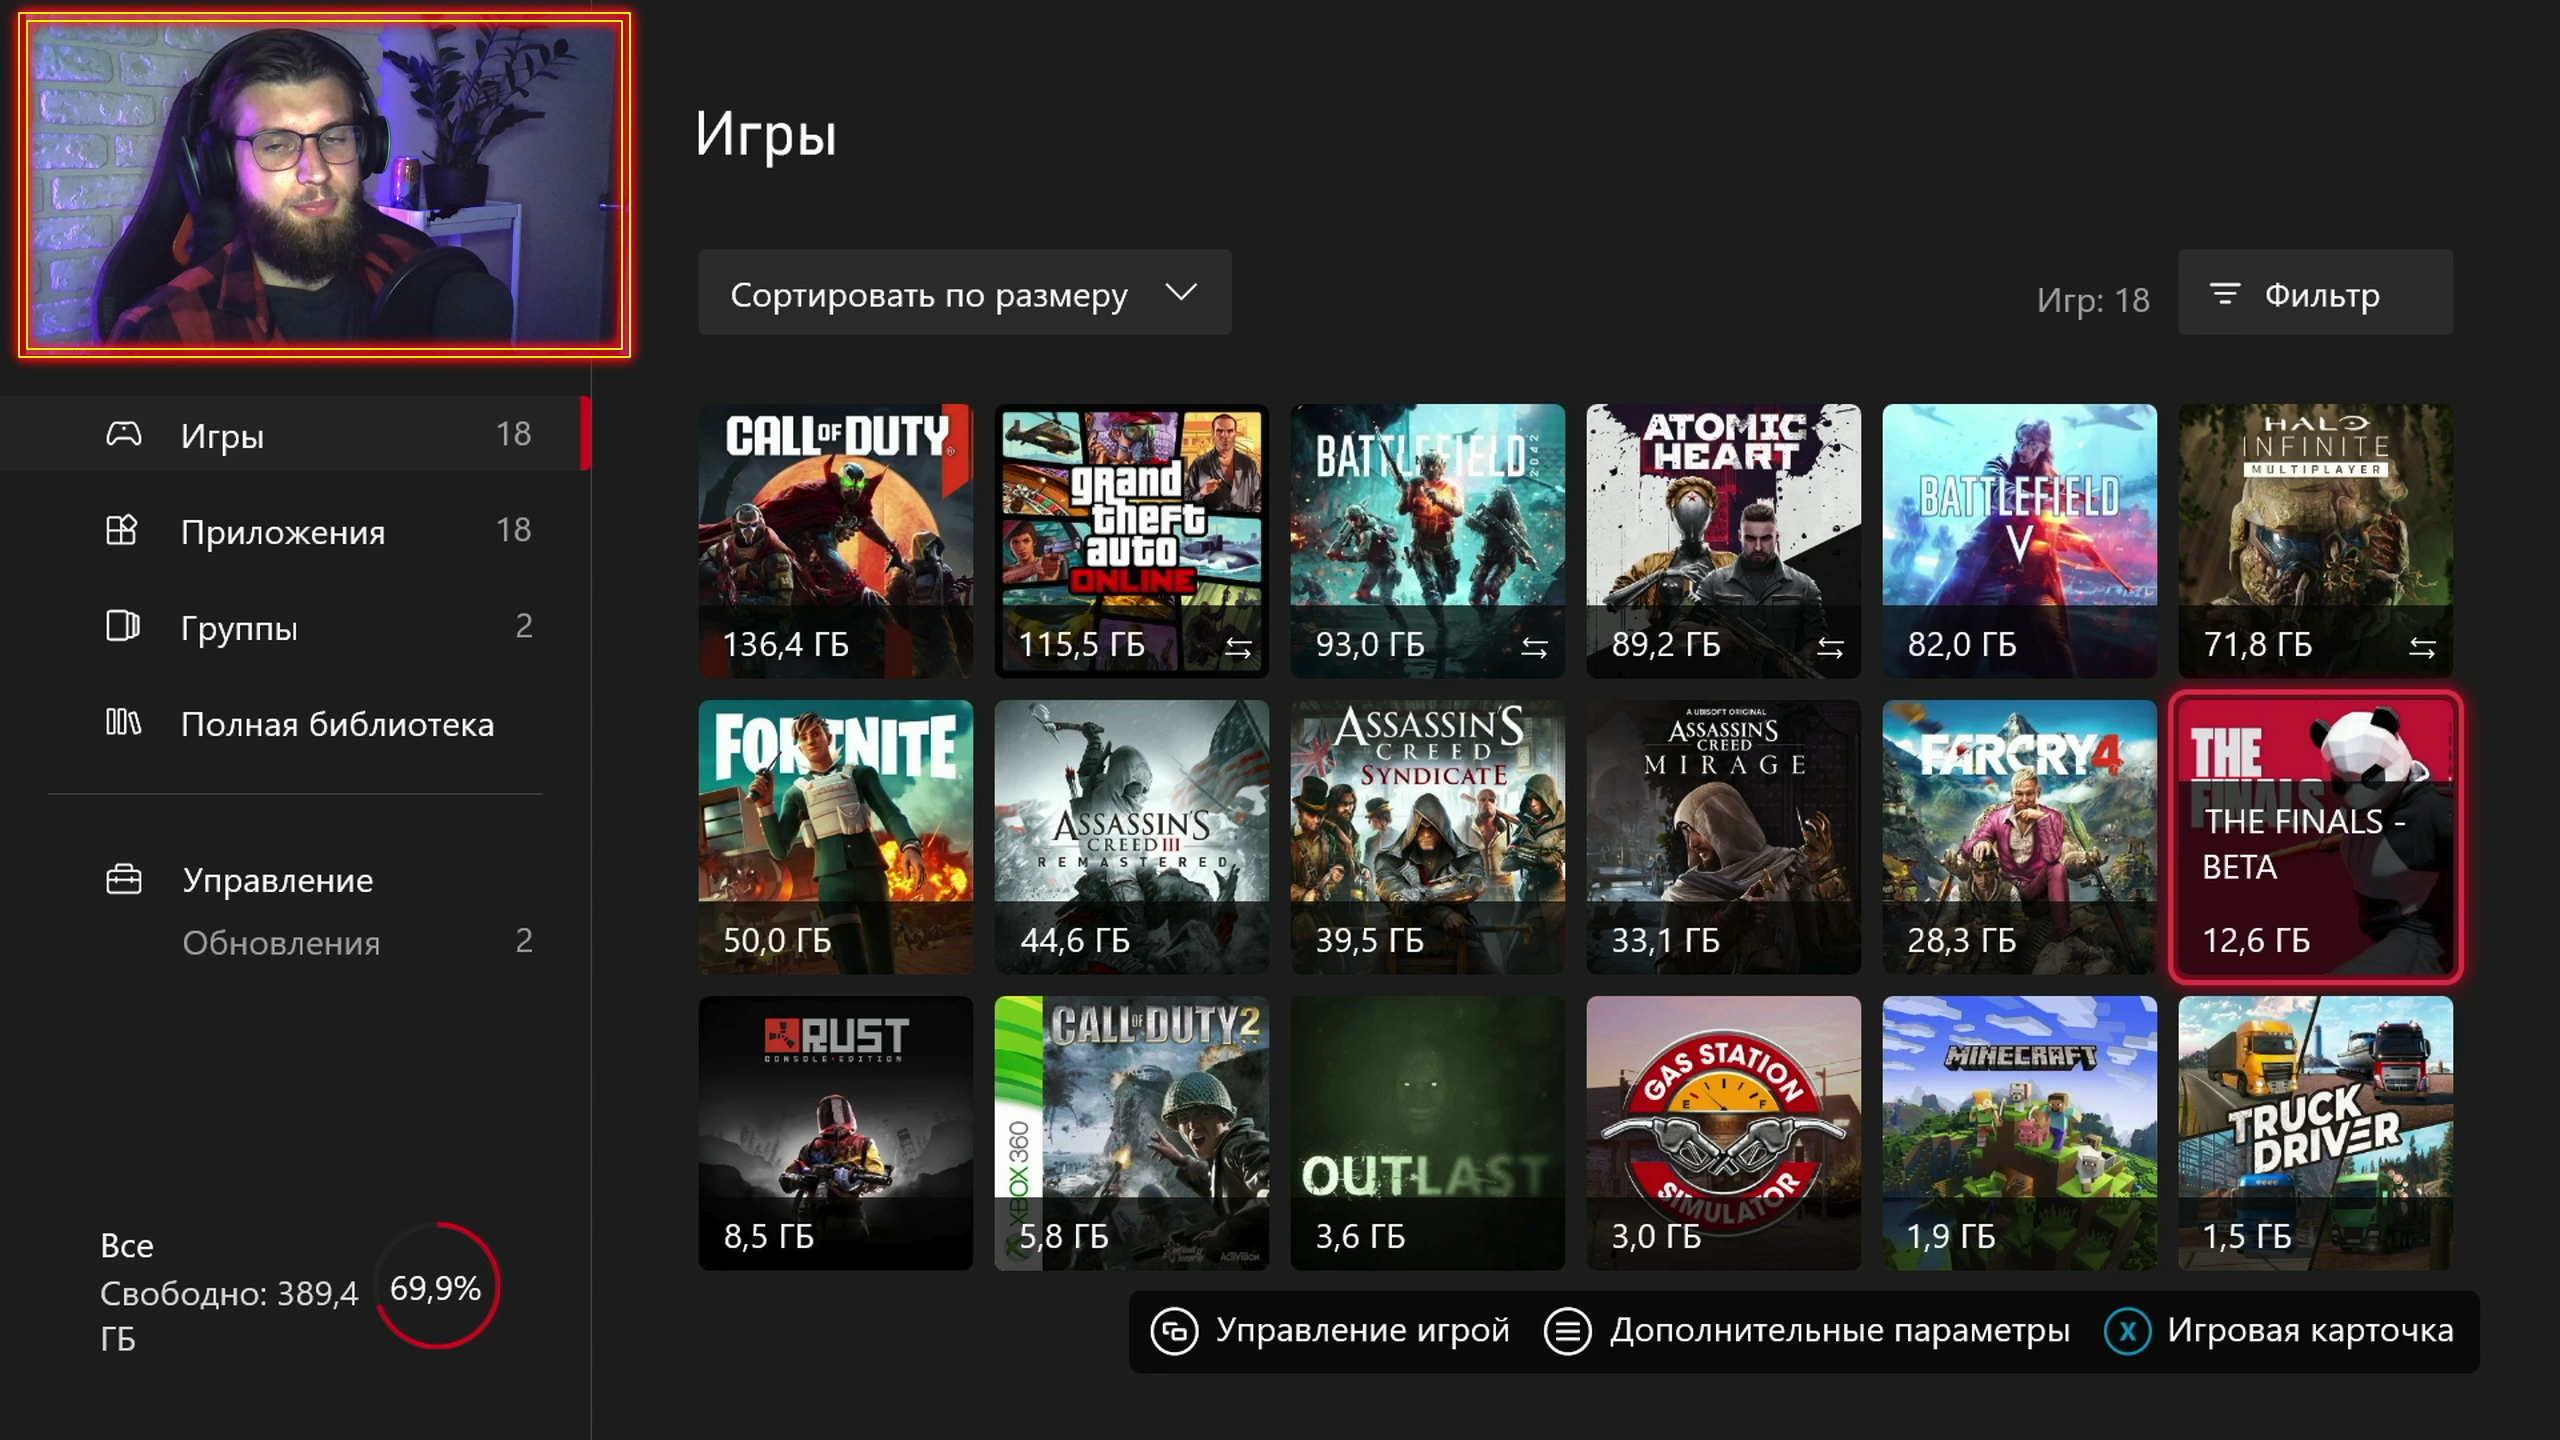 Игры
Сортировать по размеру
Игр: 18
Фильтр
Игры 18
Приложения 18
Группы 2
Полная библиотека
Управление
Обновления 2
Все
Свободно: 389,4
ГБ
69,9%
CALL OF DUTY
136,4 ГБ
grand
theft
auto
ONLINE
115,5 ГБ
BATTLEFIELD 2042
93,0 ГБ
ATOMIC
HEART
89,2 ГБ
BATTLEFIELD
V
82,0 ГБ
HALO
INFINITE
MULTIPLAYER
71,8 ГБ
FORTNITE
50,0 ГБ
ASSASSIN'S
CREED III
REMASTERED
44,6 ГБ
ASSASSIN'S
CREED
SYNDICATE
39,5 ГБ
A UBISOFT ORIGINAL
ASSASSIN'S
CREED
MIRAGE
33,1 ГБ
FARCRY4
28,3 ГБ
THE
FINALS
THE FINALS -
BETA
12,6 ГБ
RUST
CONSOLE EDITION
8,5 ГБ
CALL OF DUTY 2
XBOX 360
ACTIVISION
5,8 ГБ
OUTLAST
3,6 ГБ
GAS STATION
E F
SIMULATOR
3,0 ГБ
MINECRAFT
1,9 ГБ
TRUCK
DRIVER
1,5 ГБ
Управление игрой
Дополнительные параметры
X Игровая карточка